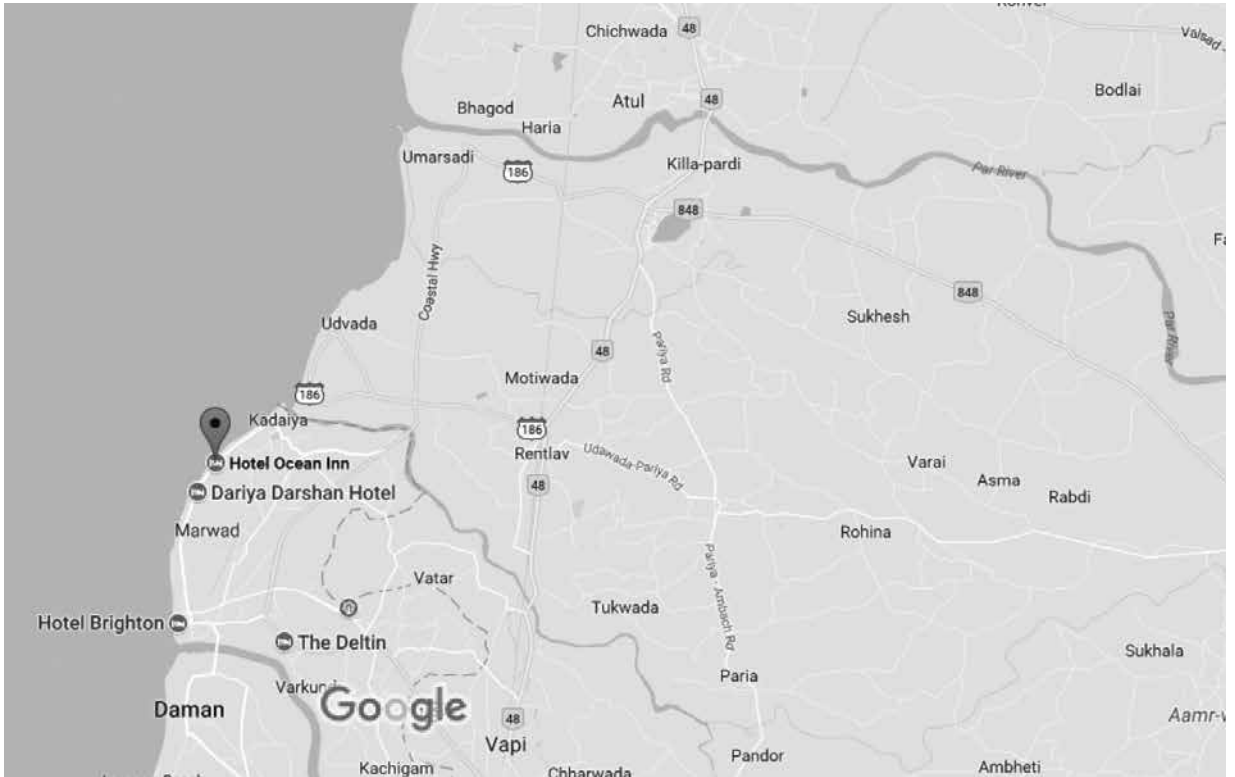 Chichwada
48
Valsad
Bodlai
Bhagod
Atul
48
Haria
Umarsadi
186
Killa-pardi
Par River
848
Coastal Hwy
848
Sukhesh
Par River
Udvada
48
Pariya Rd
Motiwada
186
Kadaiya
186
Hotel Ocean Inn
Rentlav
Udawada-Pariya Rd
Varai
Asma
Rabdi
48
Dariya Darshan Hotel
Marwad
Rohina
Vatar
Pariya - Ambach Rd
Tukwada
Hotel Brighton
The Deltin
Sukhala
Paria
Google
Daman
48
Vapi
Aamr-
Pandor
Kachigam
Chharwada
Ambheti